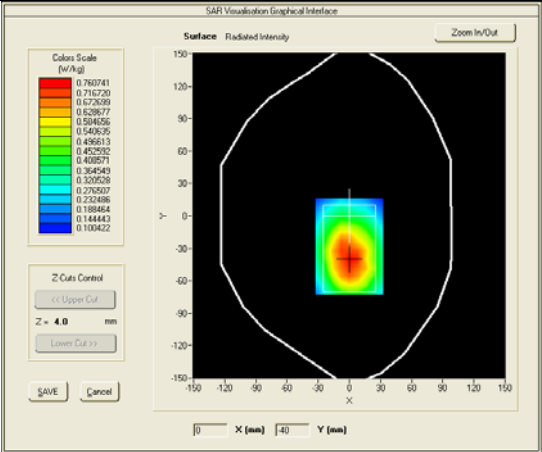 SAR Visualisation Graphical Interface
Surface Radiated Intensity
Zoom In/Out
Colors Scale
(W/kg)
0.760741
0.716720
0.672699
0.628677
0.584656
0.540635
0.496613
0.452592
0.408571
0.364549
0.320528
0.276507
0.232486
0.188464
0.144443
0.100422
Z-Cuts Control
<< Upper Cut
Z = 4.0 mm
Lower Cut >>
SAVE Cancel
150-
120-
90-
60-
30-
0-
-30-
-60-
-90-
-120-
-150-
Y
-150 -120 -90 -60 -30 0 30 60 90 120 150
X
0 X (mm) -40 Y (mm)